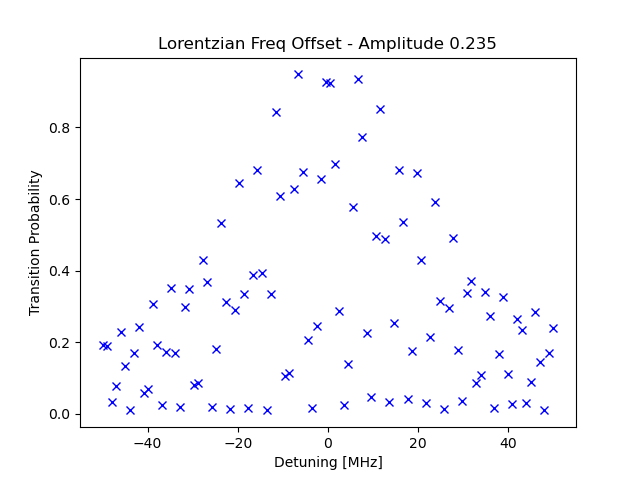 Lorentzian Freq Offset - Amplitude 0.235
Transition Probability
0.8
0.6
0.4
0.2
0.0
−40 −20 0 20 40
Detuning [MHz]